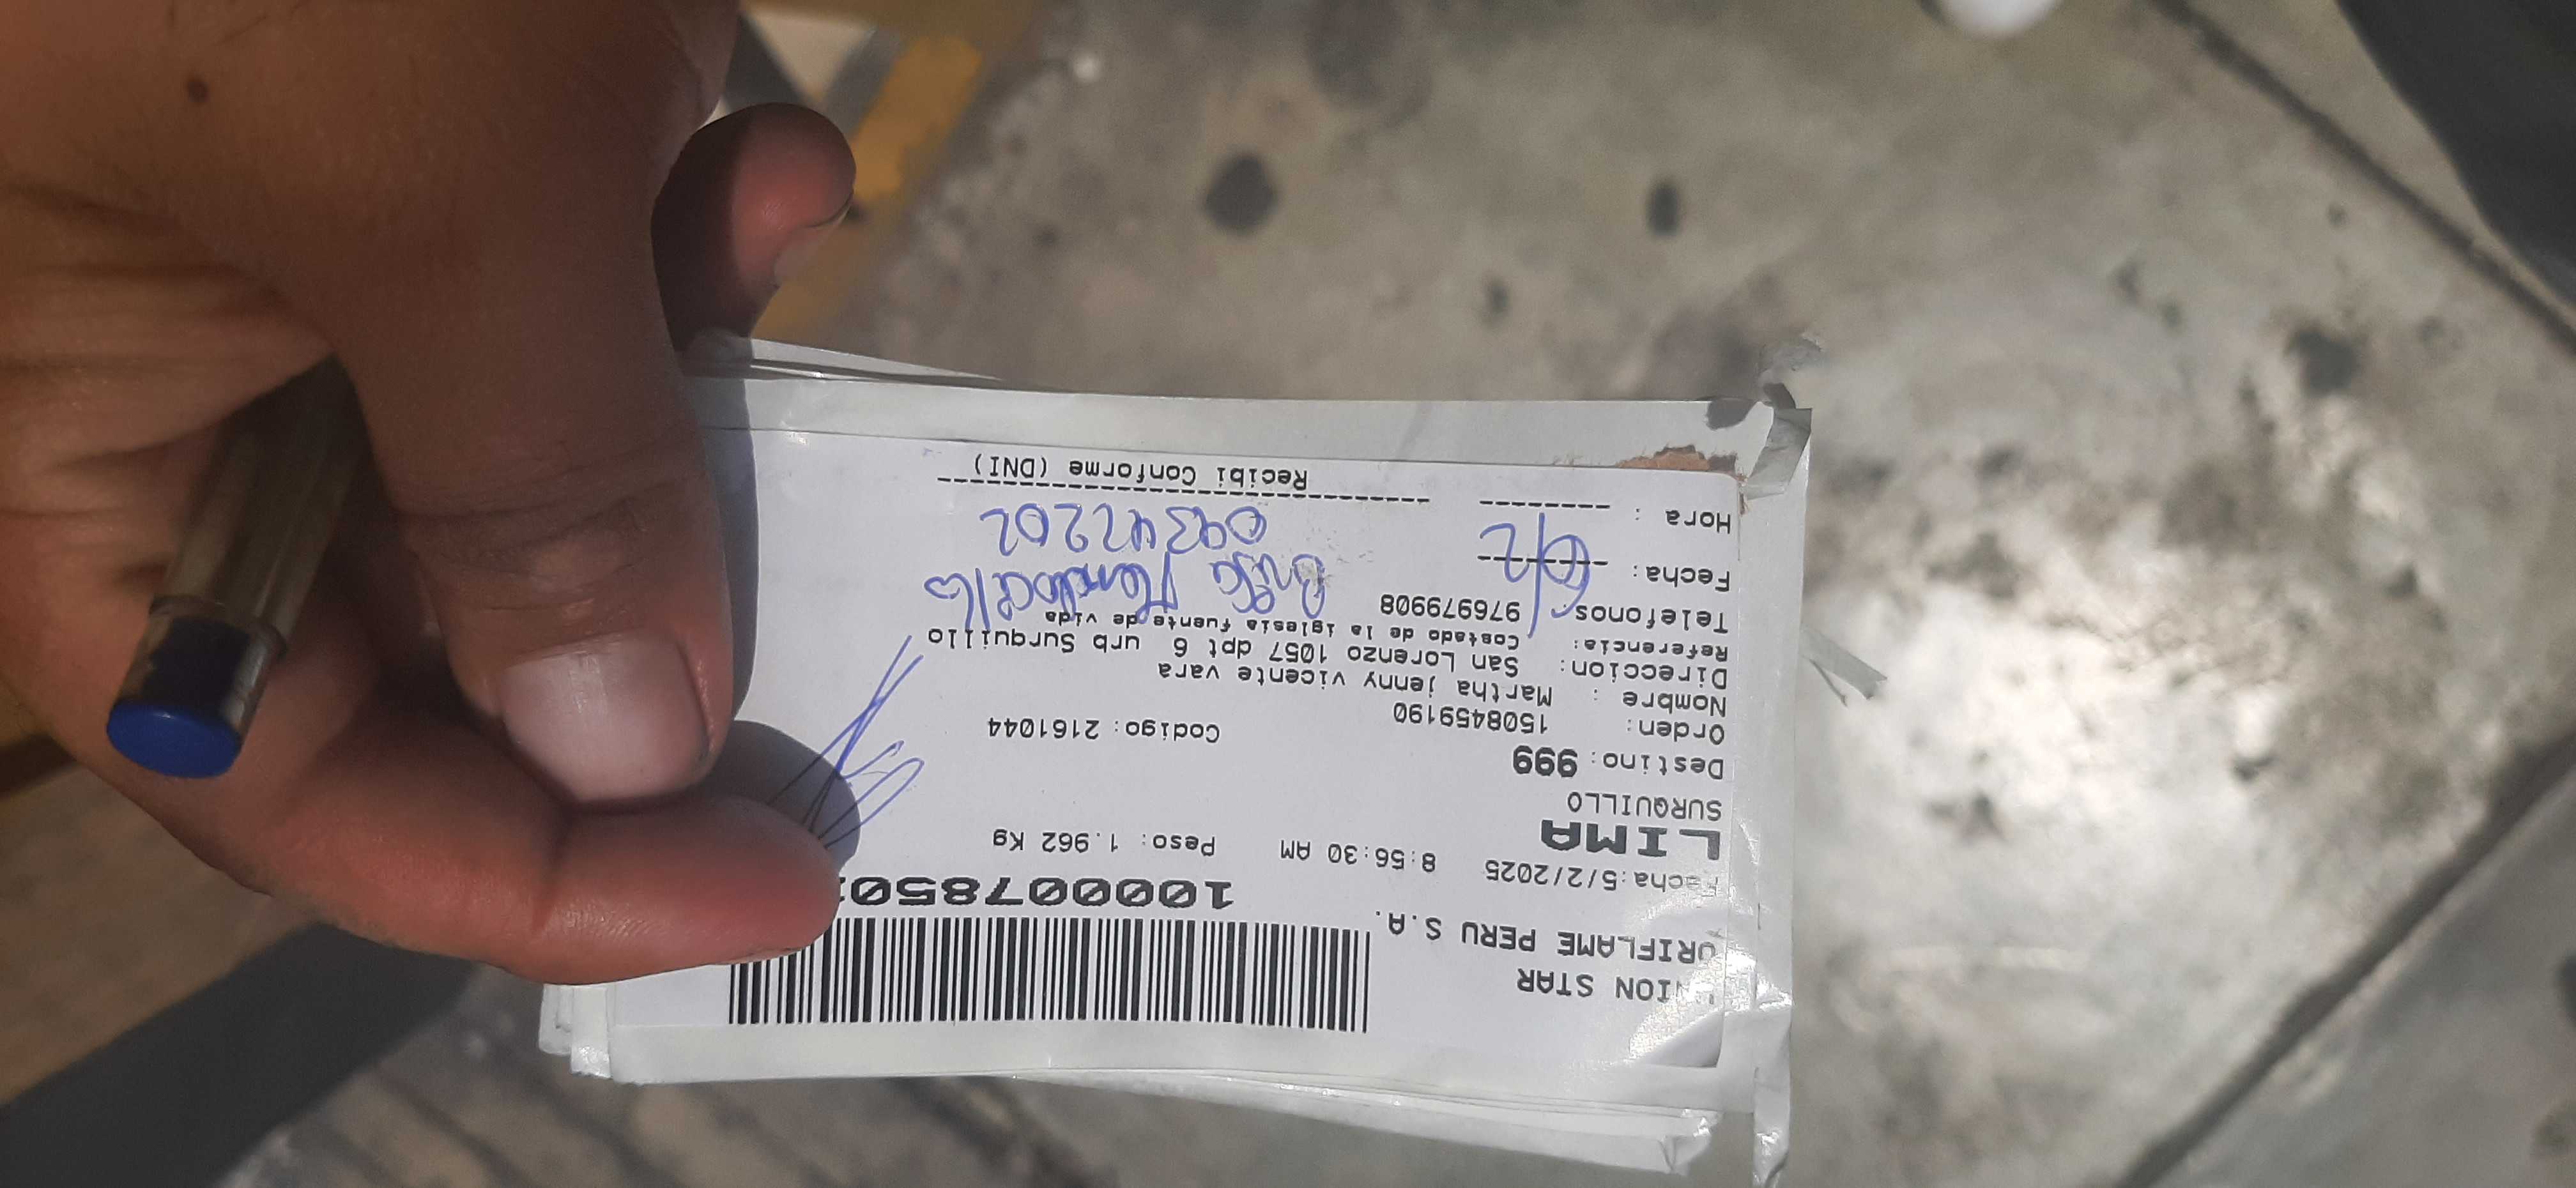 NION STAR
ORIFLAME PERU S.A.
10000785
Fecha:5/2/2025 8:56:30 AM Peso: 1.962 Kg
LIMA
SURQUILLO
Destino: 999
Orden: 1508459190 Codigo: 2161044
Nombre : Martha jenny vicente vara
Direccion: San Lorenzo 1057 dpt 6 urb Surquillo
Referencia: Costado de la iglesia fuente de vida
Telefonos 976979908
Fecha: 6/2
Hora :
Recibi Conforme (DNI)